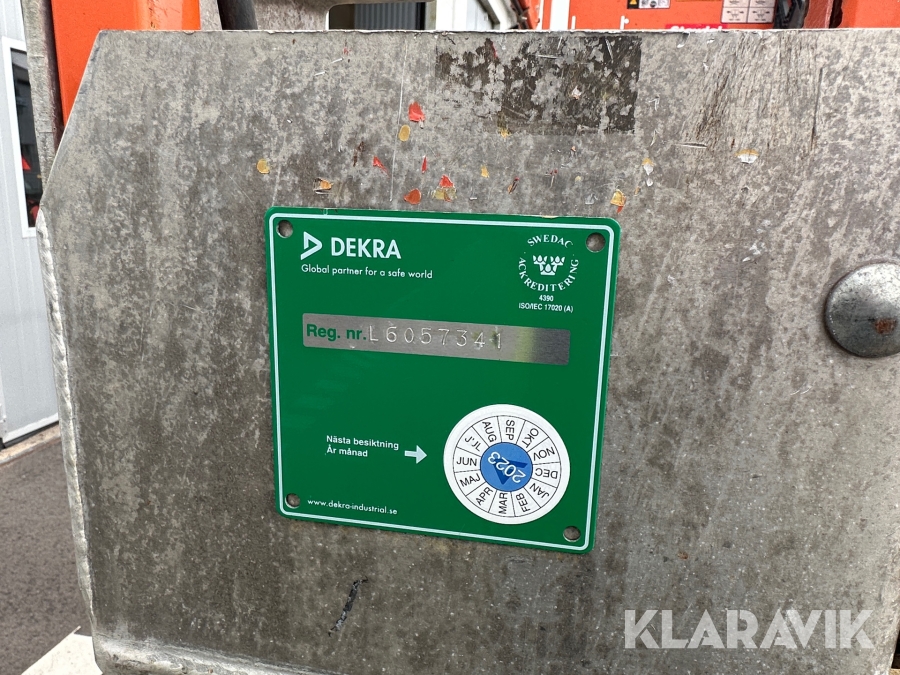 DEKRA
Global partner for a safe world
SWEDAC
ACKREDITERING
4390
ISO/IEC 17020 (A)
Reg. nr. L6057341
Nästa besiktning
År månad
2023
JAN
FEB
MAR
APR
MAJ
JUN
JUL
AUG
SEP
OKT
NOV
DEC
www.dekra-industrial.se
KLARAVIK